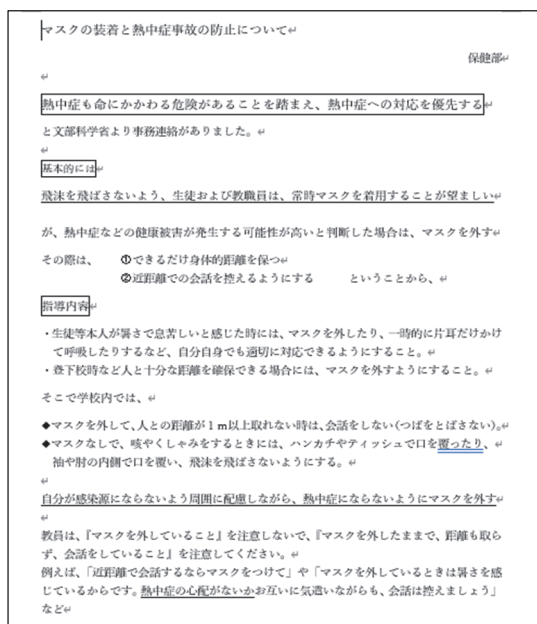 マスクの装着と熱中症事故の防止について
保健部
熱中症も命にかかわる危険があることを踏まえ、熱中症への対応を優先する
と文部科学省より事務連絡がありました。
基本的には
飛沫を飛ばさないよう、生徒および教職員は、常時マスクを着用することが望ましい
が、熱中症などの健康被害が発生する可能性が高いと判断した場合は、マスクを外す
その際は、 ①できるだけ身体的距離を保つ
②近距離での会話を控えるようにする ということから、
指導内容
・生徒等本人が暑さで息苦しいと感じた時には、マスクを外したり、一時的に片耳だけかけ
て呼吸したりするなど、自分自身でも適切に対応できるようにすること。
・登下校時など人と十分な距離を確保できる場合には、マスクを外すようにすること。
そこで学校内では、
◆マスクを外して、人との距離が1m以上取れない時は、会話をしない(つばをとばさない)。
◆マスクなしで、咳やくしゃみをするときには、ハンカチやティッシュで口を覆ったり、
袖や肘の内側で口を覆い、飛沫を飛ばさないようにする。
自分が感染源にならないよう周囲に配慮しながら、熱中症にならないようにマスクを外す
教員は、『マスクを外していること』を注意しないで、『マスクを外したままで、距離も取ら
ず、会話をしていること』を注意してください。
例えば、「近距離で会話するならマスクをつけて」や「マスクを外しているときは暑さを感
じているからです。熱中症の心配がないかお互いに気遣いながらも、会話は控えましょう」
など